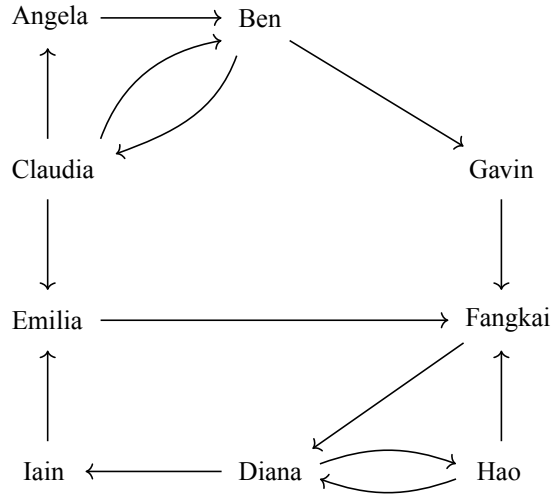 Angela
Ben
Claudia
Gavin
Emilia
Fangkai
Iain
Diana
Hao